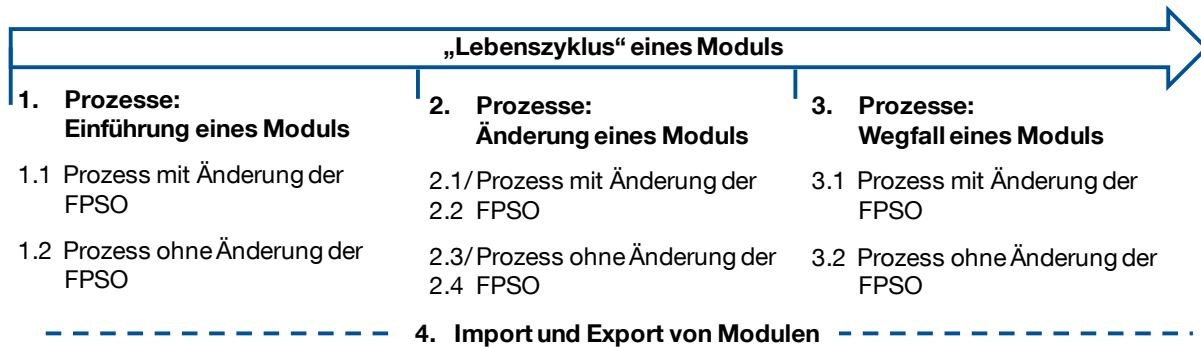 „Lebenszyklus“ eines Moduls
1. Prozesse:
Einführung eines Moduls
1.1 Prozess mit Änderung der
FPSO
1.2 Prozess ohne Änderung der
FPSO
2. Prozesse:
Änderung eines Moduls
2.1/ Prozess mit Änderung der
2.2 FPSO
2.3/ Prozess ohne Änderung der
2.4 FPSO
3. Prozesse:
Wegfall eines Moduls
3.1 Prozess mit Änderung der
FPSO
3.2 Prozess ohne Änderung der
FPSO
4. Import und Export von Modulen